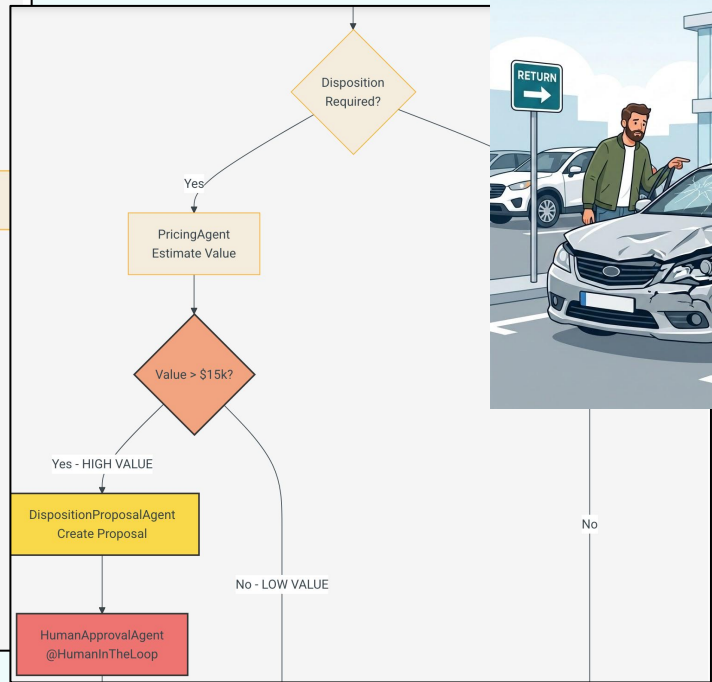 Disposition
Required?
RETURN
Yes
PricingAgent
Estimate Value
Value > $15k?
Yes - HIGH VALUE
DispositionProposalAgent
Create Proposal
No
No - LOW VALUE
HumanApprovalAgent
@HumanInTheLoop